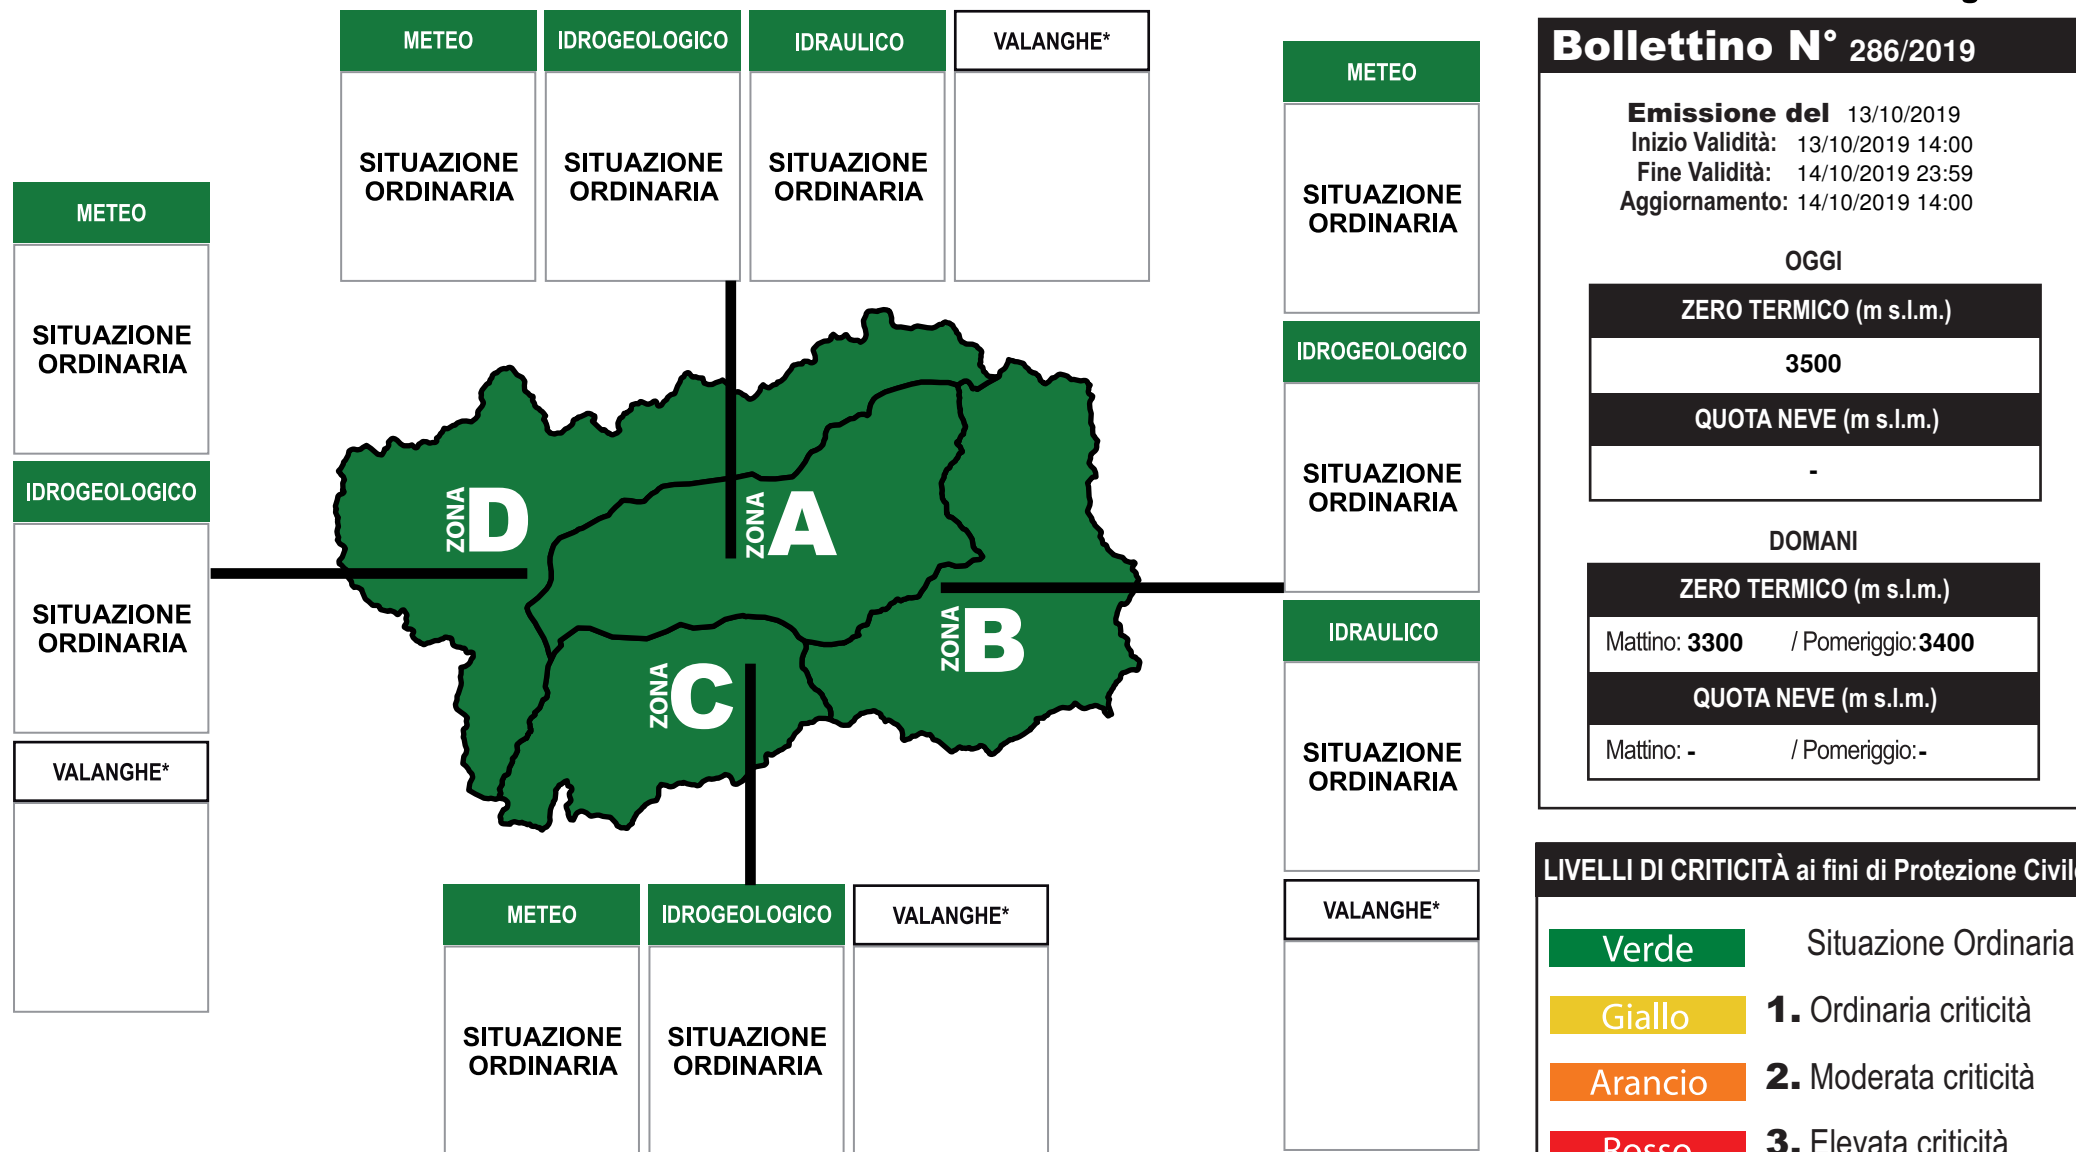 METEO
IDROGEOLOGICO
IDRAULICO
VALANGHE*
SITUAZIONE
ORDINARIA
SITUAZIONE
ORDINARIA
SITUAZIONE
ORDINARIA
METEO
SITUAZIONE
ORDINARIA
IDROGEOLOGICO
SITUAZIONE
ORDINARIA
VALANGHE*
ZONA D
ZONA A
ZONA B
ZONA C
METEO
SITUAZIONE
ORDINARIA
IDROGEOLOGICO
SITUAZIONE
ORDINARIA
IDRAULICO
SITUAZIONE
ORDINARIA
VALANGHE*
METEO
IDROGEOLOGICO
VALANGHE*
SITUAZIONE
ORDINARIA
SITUAZIONE
ORDINARIA
Bollettino N° 286/2019
Emissione del 13/10/2019
Inizio Validità: 13/10/2019 14:00
Fine Validità: 14/10/2019 23:59
Aggiornamento: 14/10/2019 14:00
OGGI
ZERO TERMICO (m s.l.m.)
3500
QUOTA NEVE (m s.l.m.)
-
DOMANI
ZERO TERMICO (m s.l.m.)
Mattino: 3300 / Pomeriggio: 3400
QUOTA NEVE (m s.l.m.)
Mattino: - / Pomeriggio: -
LIVELLI DI CRITICITÀ ai fini di Protezione Civile
Verde Situazione Ordinaria
Giallo 1. Ordinaria criticità
Arancio 2. Moderata criticità
Rosso 3. Elevata criticità